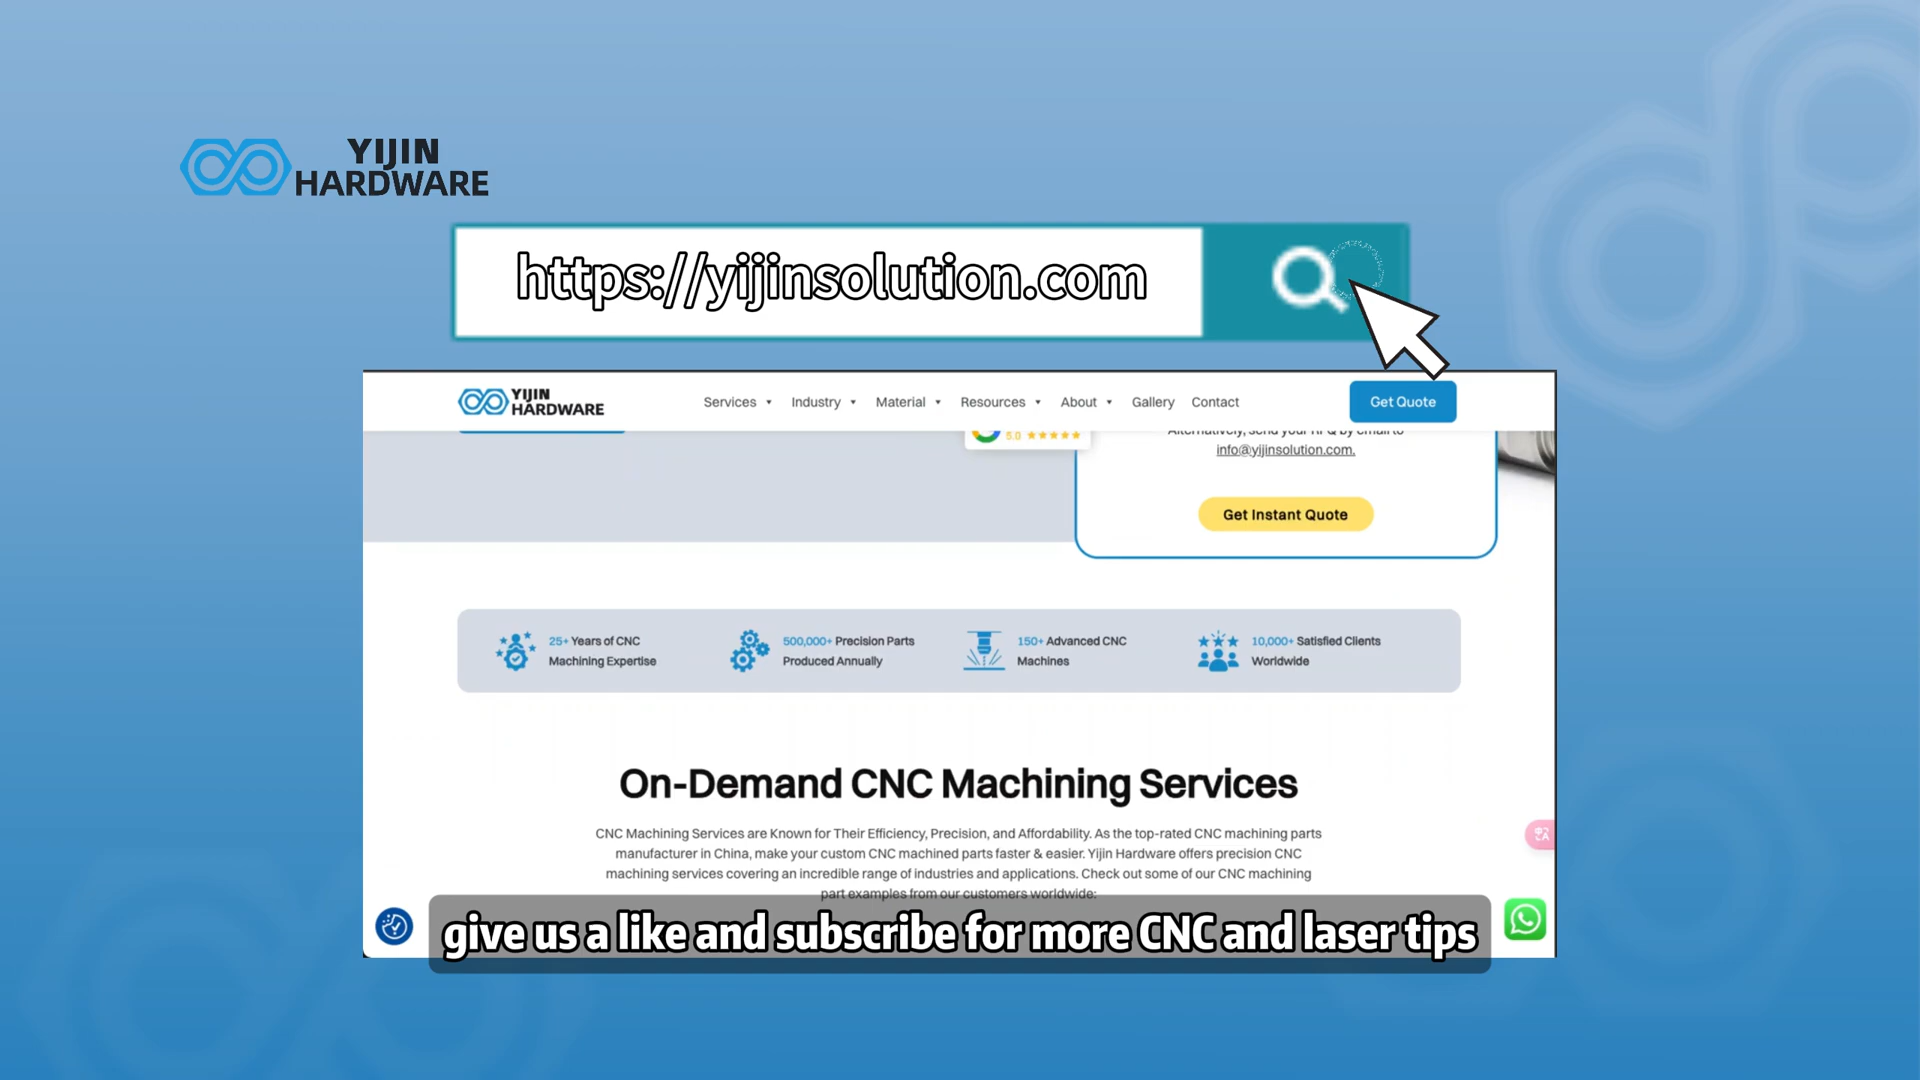 YIJIN
HARDWARE
https://yijinsolution.com
YIJIN
HARDWARE
Services
Industry
Material
Resources
About
Gallery
Contact
Get Quote
5.0
Alternatively, send your RFQ by email to
info@yijinsolution.com.
Get Instant Quote
25+ Years of CNC
Machining Expertise
500,000+ Precision Parts
Produced Annually
150+ Advanced CNC
Machines
10,000+ Satisfied Clients
Worldwide
On-Demand CNC Machining Services
CNC Machining Services are Known for Their Efficiency, Precision, and Affordability. As the top-rated CNC machining parts
manufacturer in China, make your custom CNC machined parts faster & easier. Yijin Hardware offers precision CNC
machining services covering an incredible range of industries and applications. Check out some of our CNC machining
part examples from our customers worldwide:
give us a like and subscribe for more CNC and laser tips